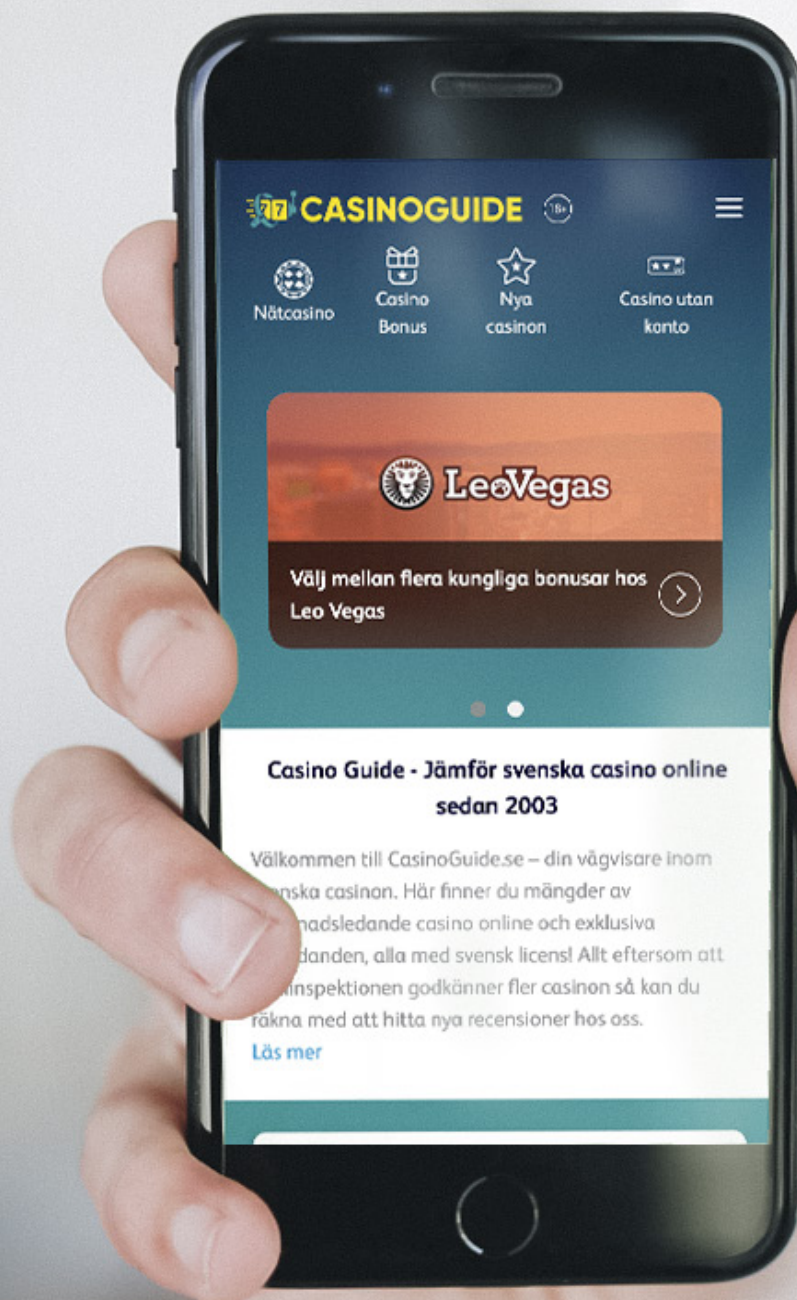 77 CASINOGUIDE 18+
Nätcasino
Casino
Bonus
Nya
casinon
Casino utan
konto
LeoVegas
Välj mellan flera kungliga bonusar hos
Leo Vegas
Casino Guide - Jämför svenska casino online
sedan 2003
Välkommen till CasinoGuide.se – din vägvisare inom
casinon. Här finner du mängder av
casino online och exklusiva
alla med svensk licens! Allt eftersom att
godkänner fler casinon så kan du
räkna med att hitta nya recensioner hos oss.
Läs mer